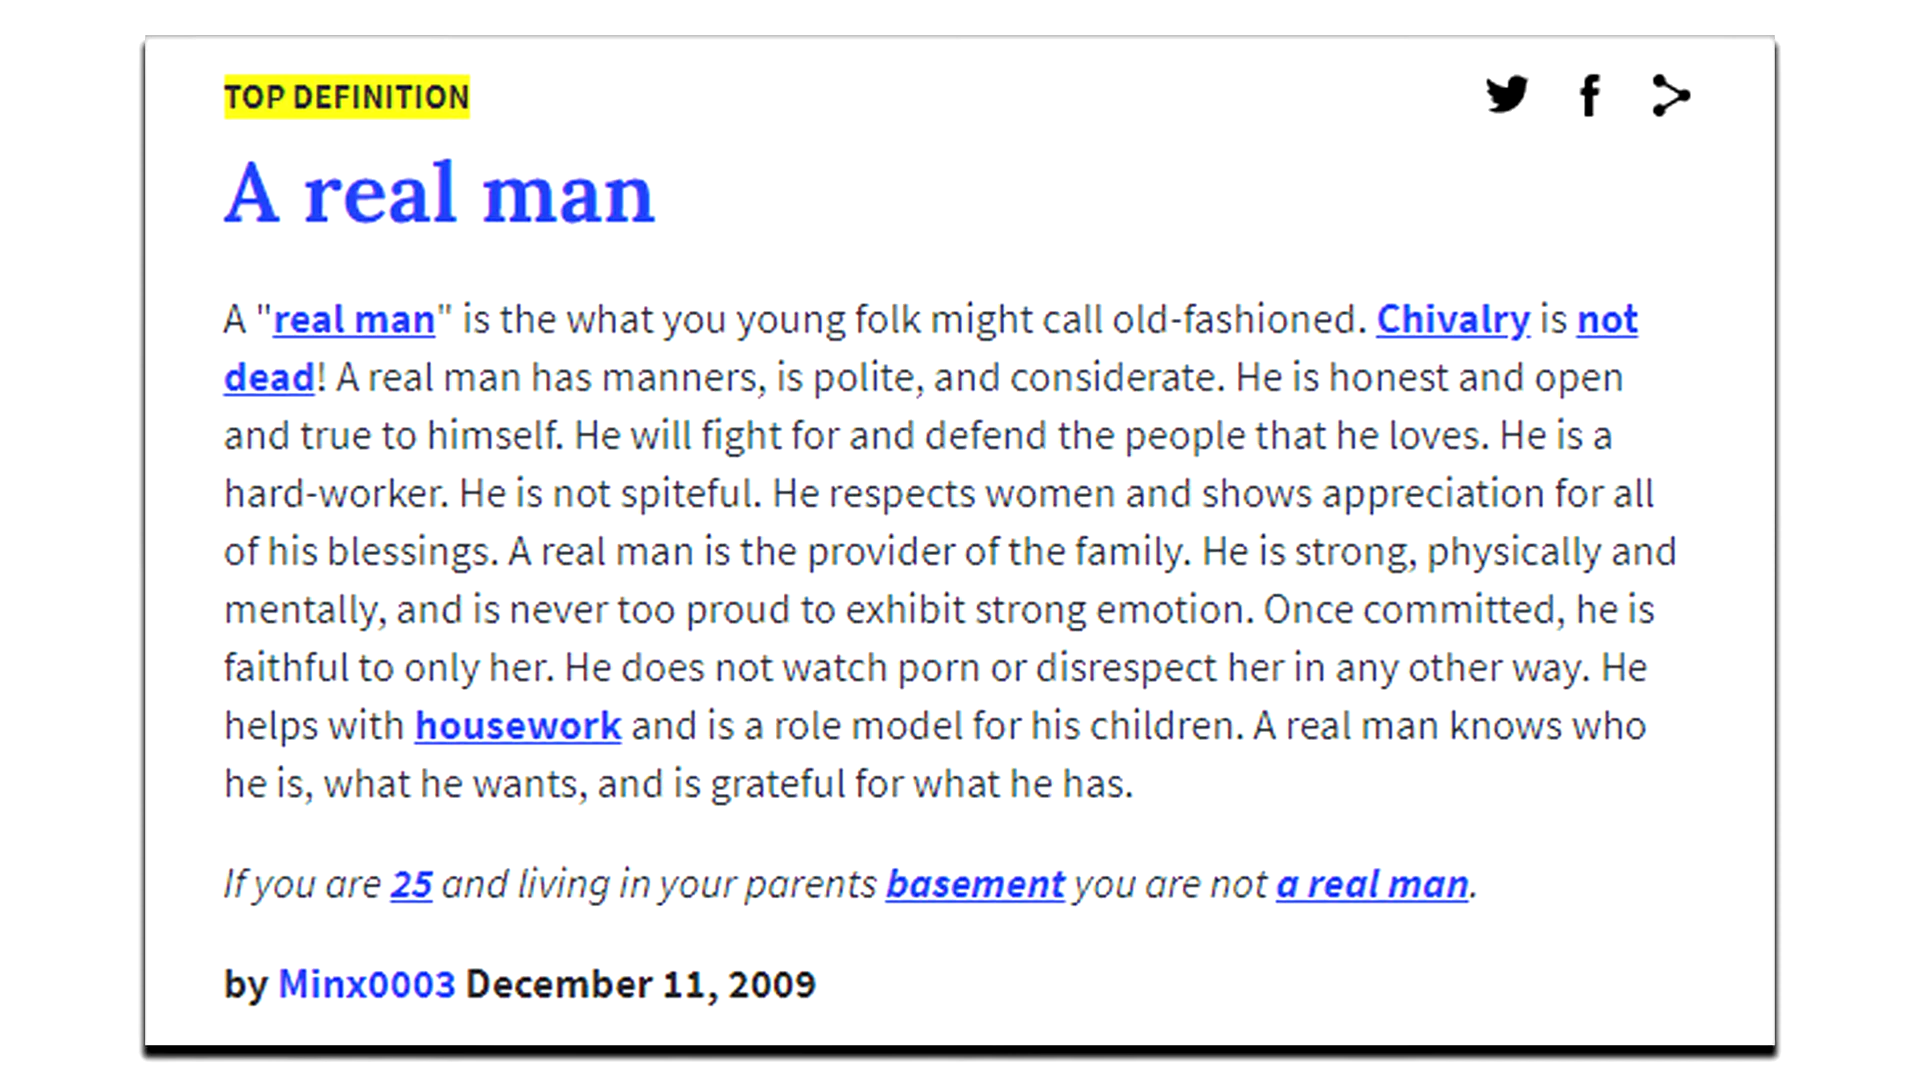 TOP DEFINITION
A real man
A "real man" is the what you young folk might call old-fashioned. Chivalry is not
dead! A real man has manners, is polite, and considerate. He is honest and open
and true to himself. He will fight for and defend the people that he loves. He is a
hard-worker. He is not spiteful. He respects women and shows appreciation for all
of his blessings. A real man is the provider of the family. He is strong, physically and
mentally, and is never too proud to exhibit strong emotion. Once committed, he is
faithful to only her. He does not watch porn or disrespect her in any other way. He
helps with housework and is a role model for his children. A real man knows who
he is, what he wants, and is grateful for what he has.
If you are 25 and living in your parents basement you are not a real man.
by Minx0003 December 11, 2009